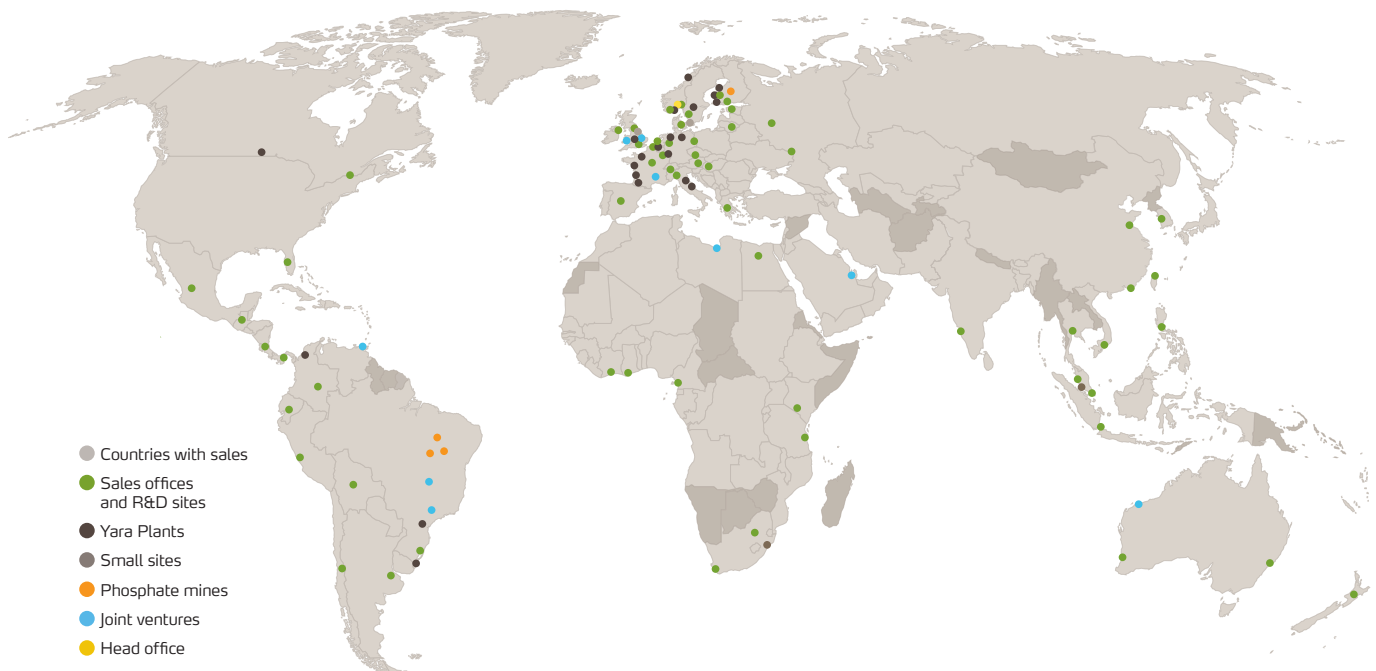 Countries with sales
Sales offices
and R&D sites
Yara Plants
Small sites
Phosphate mines
Joint ventures
Head office